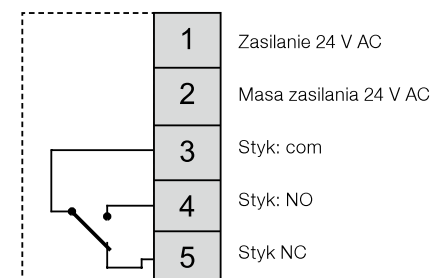 1 Zasilanie 24 V AC
2 Masa zasilania 24 V AC
3 Styk: com
4 Styk: NO
5 Styk NC